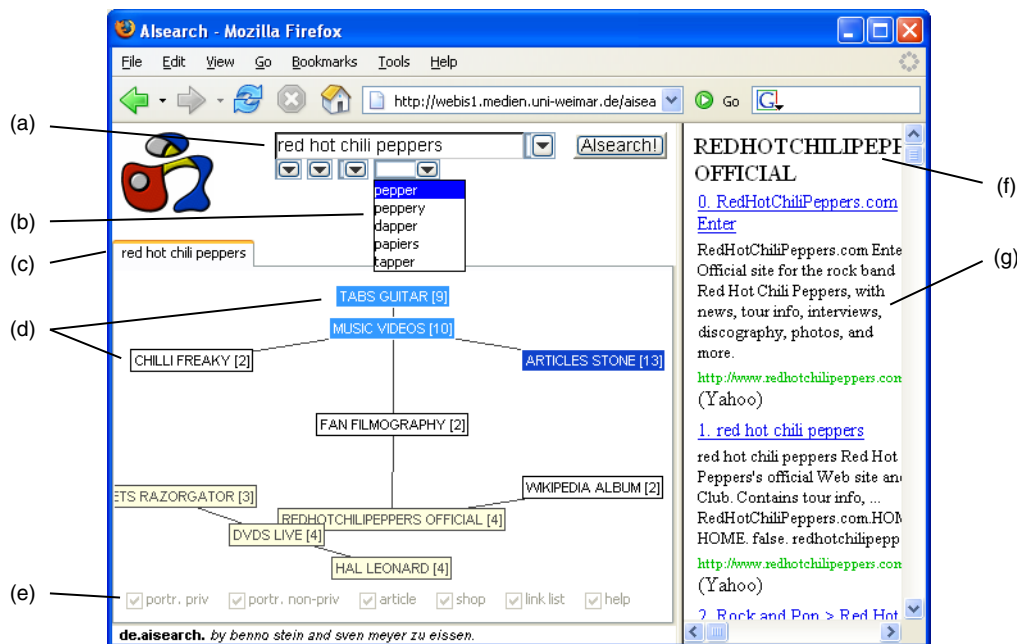 AIsearch - Mozilla Firefox
File Edit View Go Bookmarks Tools Help
http://webis1.medien.uni-weimar.de/aisea
Go
G
(a)
red hot chili peppers
AIsearch!
(b)
pepper
peppery
dapper
papiers
tapper
(c)
red hot chili peppers
(d)
TABS GUITAR [9]
MUSIC VIDEOS [10]
CHILLI FREAKY [2]
ARTICLES STONE [13]
FAN FILMOGRAPHY [2]
WIKIPEDIA ALBUM [2]
ETS RAZORGATOR [3]
REDHOTCHILIPEPPERS OFFICIAL [4]
DVDS LIVE [4]
HAL LEONARD [4]
(e)
portr. priv portr. non-priv article shop link list help
de.aisearch. by benno stein and sven meyer zu eissen.
REDHOTCHILIPEPP
OFFICIAL
(f)
0. RedHotChiliPeppers.com
Enter
RedHotChiliPeppers.com Ente
Official site for the rock band
Red Hot Chili Peppers, with
news, tour info, interviews,
discography, photos, and
more.
(g)
http://www.redhotchilipeppers.com
(Yahoo)
1. red hot chili peppers
red hot chili peppers Red Hot
Peppers's official Web site an
Club. Contains tour info, ...
RedHotChiliPeppers.com.HOM
HOME. false. redhotchilipepp
http://www.redhotchilipeppers.com
(Yahoo)
2. Rock and Pop > Red Hot